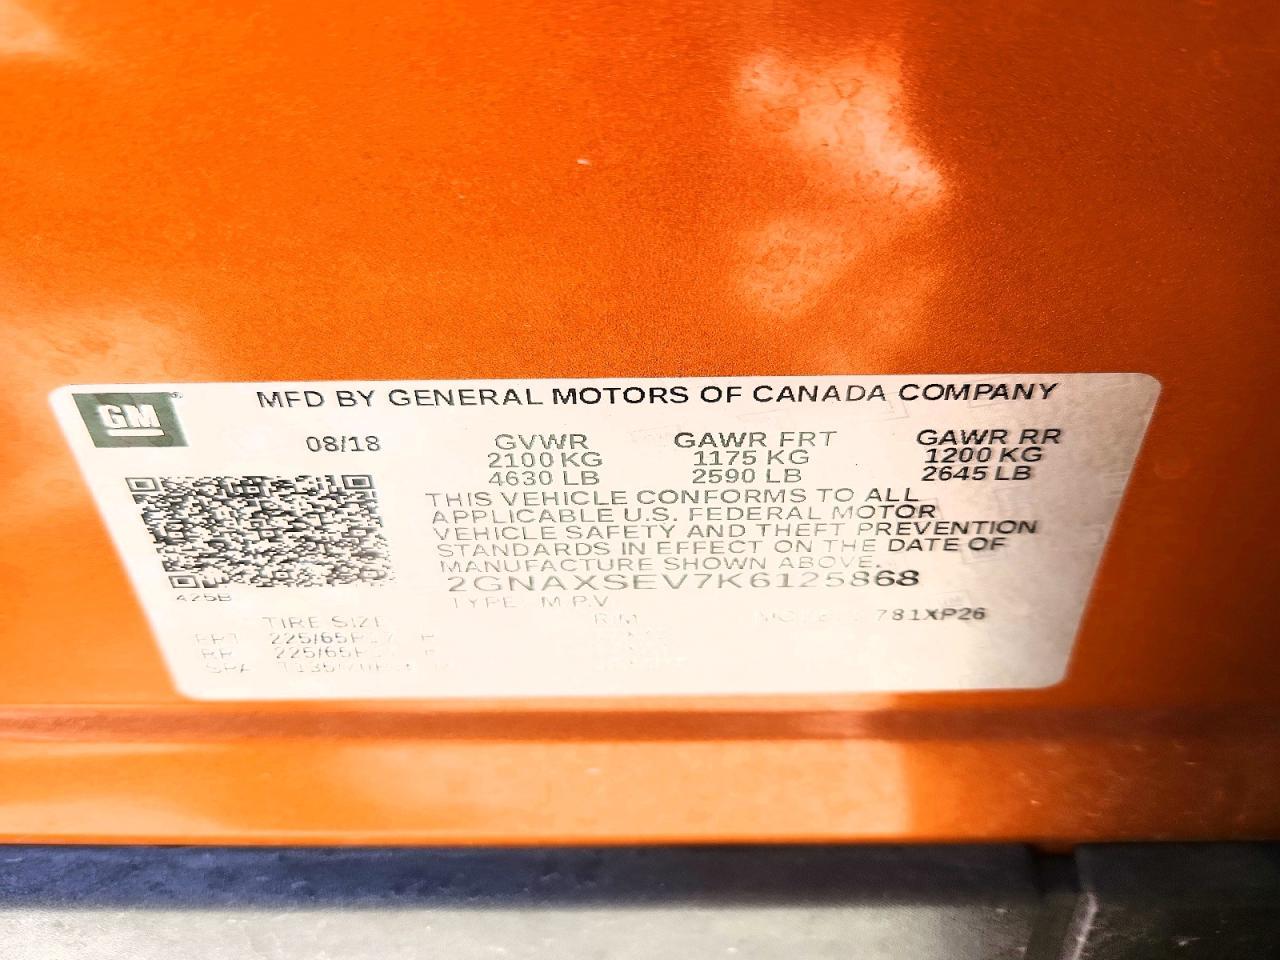 GM
MFD BY GENERAL MOTORS OF CANADA COMPANY
08/18 GVWR GAWR FRT GAWR RR
2100 KG 1175 KG 1200 KG
4630 LB 2590 LB 2645 LB
THIS VEHICLE CONFORMS TO ALL
APPLICABLE U.S. FEDERAL MOTOR
VEHICLE SAFETY AND THEFT PREVENTION
STANDARDS IN EFFECT ON THE DATE OF
MANUFACTURE SHOWN ABOVE.
2GNAXSEV7K6125868
425B
TYPE: M.P.V
TIRE SIZE RIM 781XP26
FRT
RR